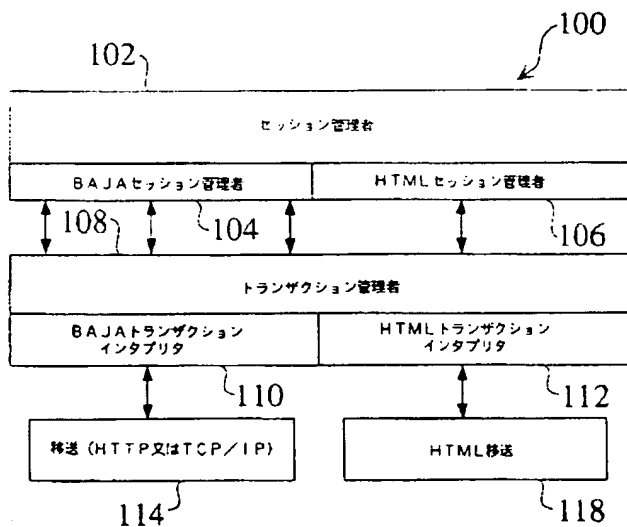 100
102
セッション管理者
BAJAセッション管理者
HTMLセッション管理者
108
104
106
トランザクション管理者
BAJAトランザクション
インタプリタ
HTMLトランザクション
インタプリタ
110
112
移送(HTTP又はTCP/IP)
HTML移送
114
118